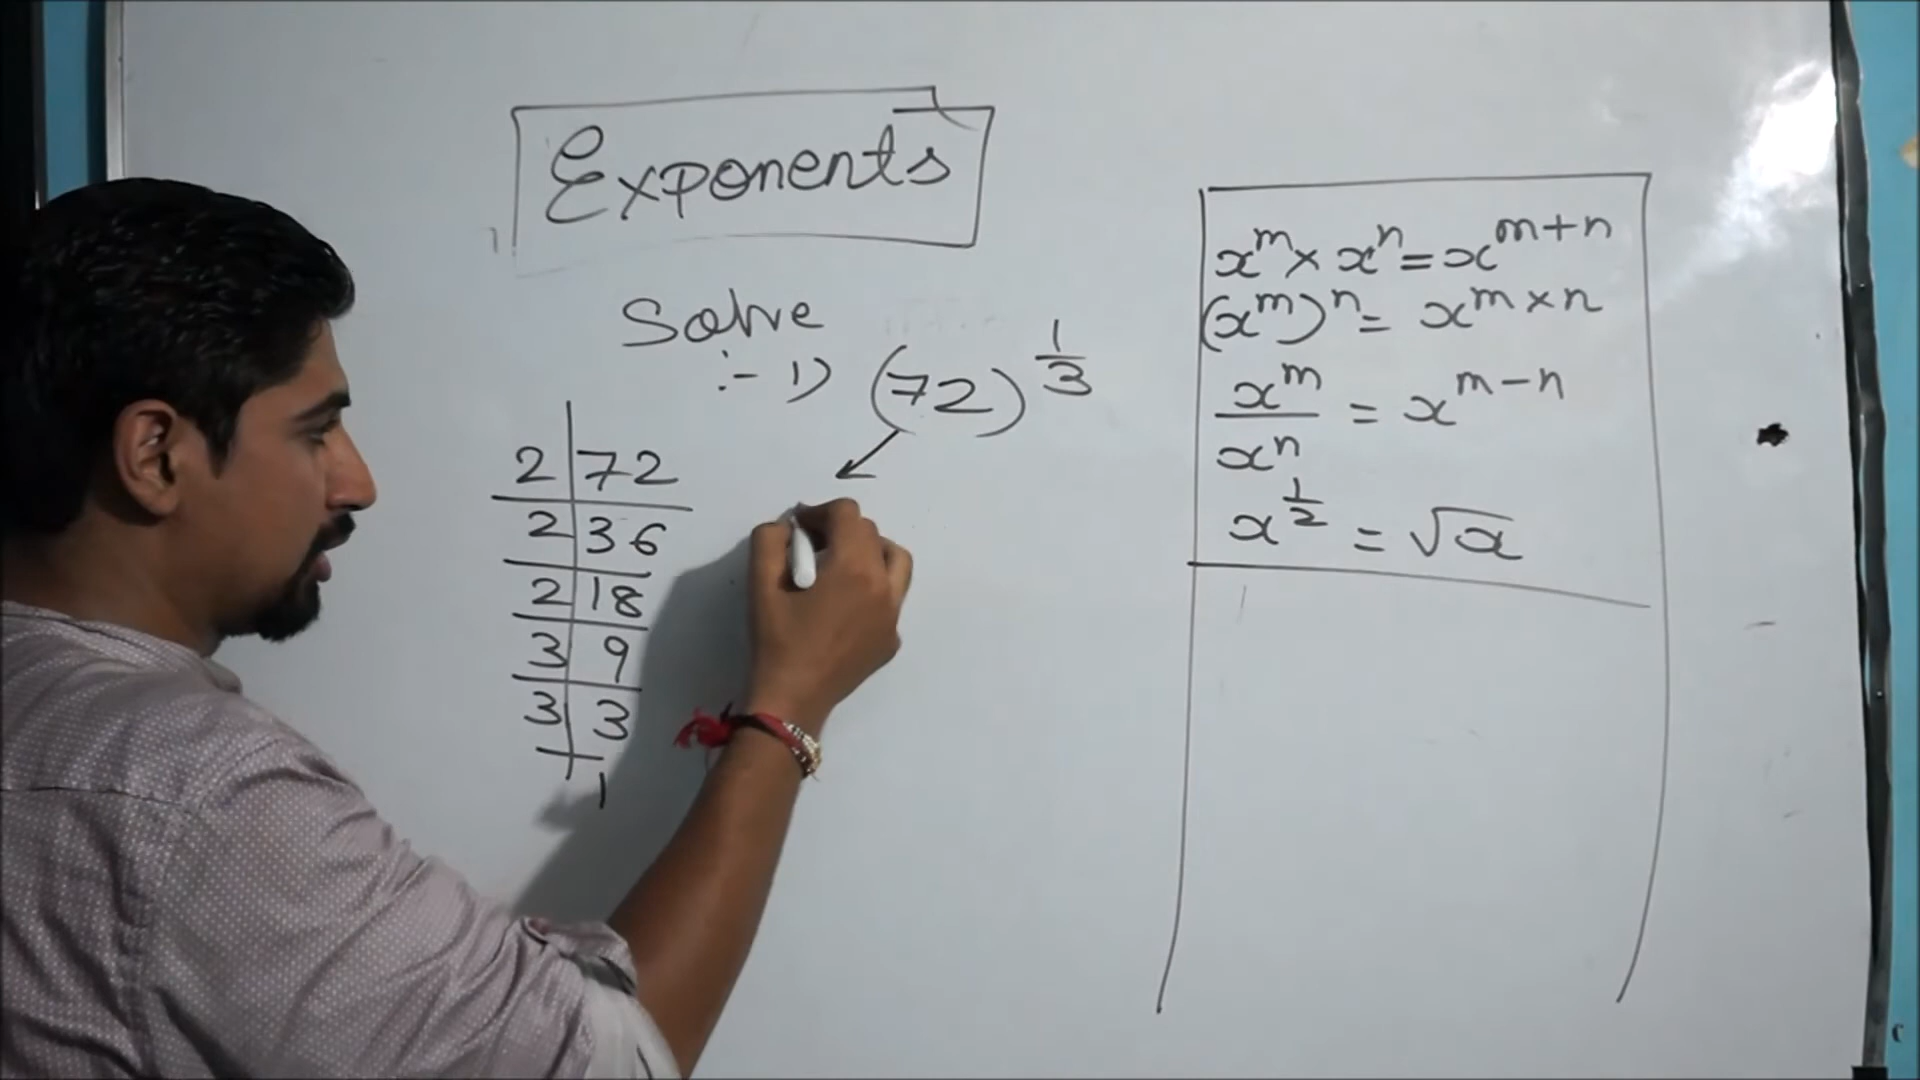 Exponents
Solve
:- 1) (72)^1/3
2 | 72
2 | 36
2 | 18
3 | 9
3 | 3
1
x^m × x^n = x^m+n
(x^m)^n = x^m×n
x^m/x^n = x^m-n
x^1/2 = √x